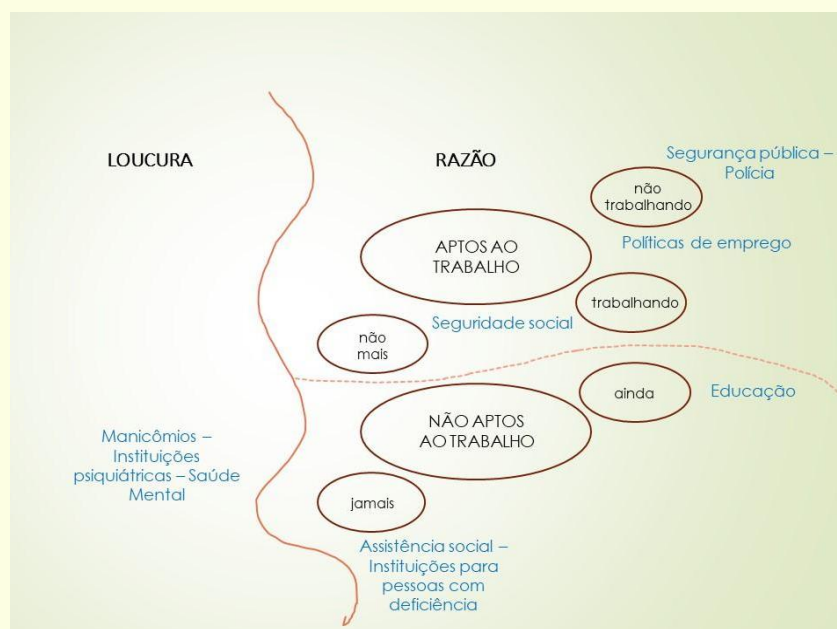 LOUCURA
RAZÃO
Segurança pública –
Polícia
não
trabalhando
APTOS AO
TRABALHO
Políticas de emprego
trabalhando
Seguridade social
não
mais
ainda
Educação
NÃO APTOS
AO TRABALHO
Manicômios –
Instituições
psiquiátricas – Saúde
Mental
jamais
Assistência social –
Instituições para
pessoas com
deficiência